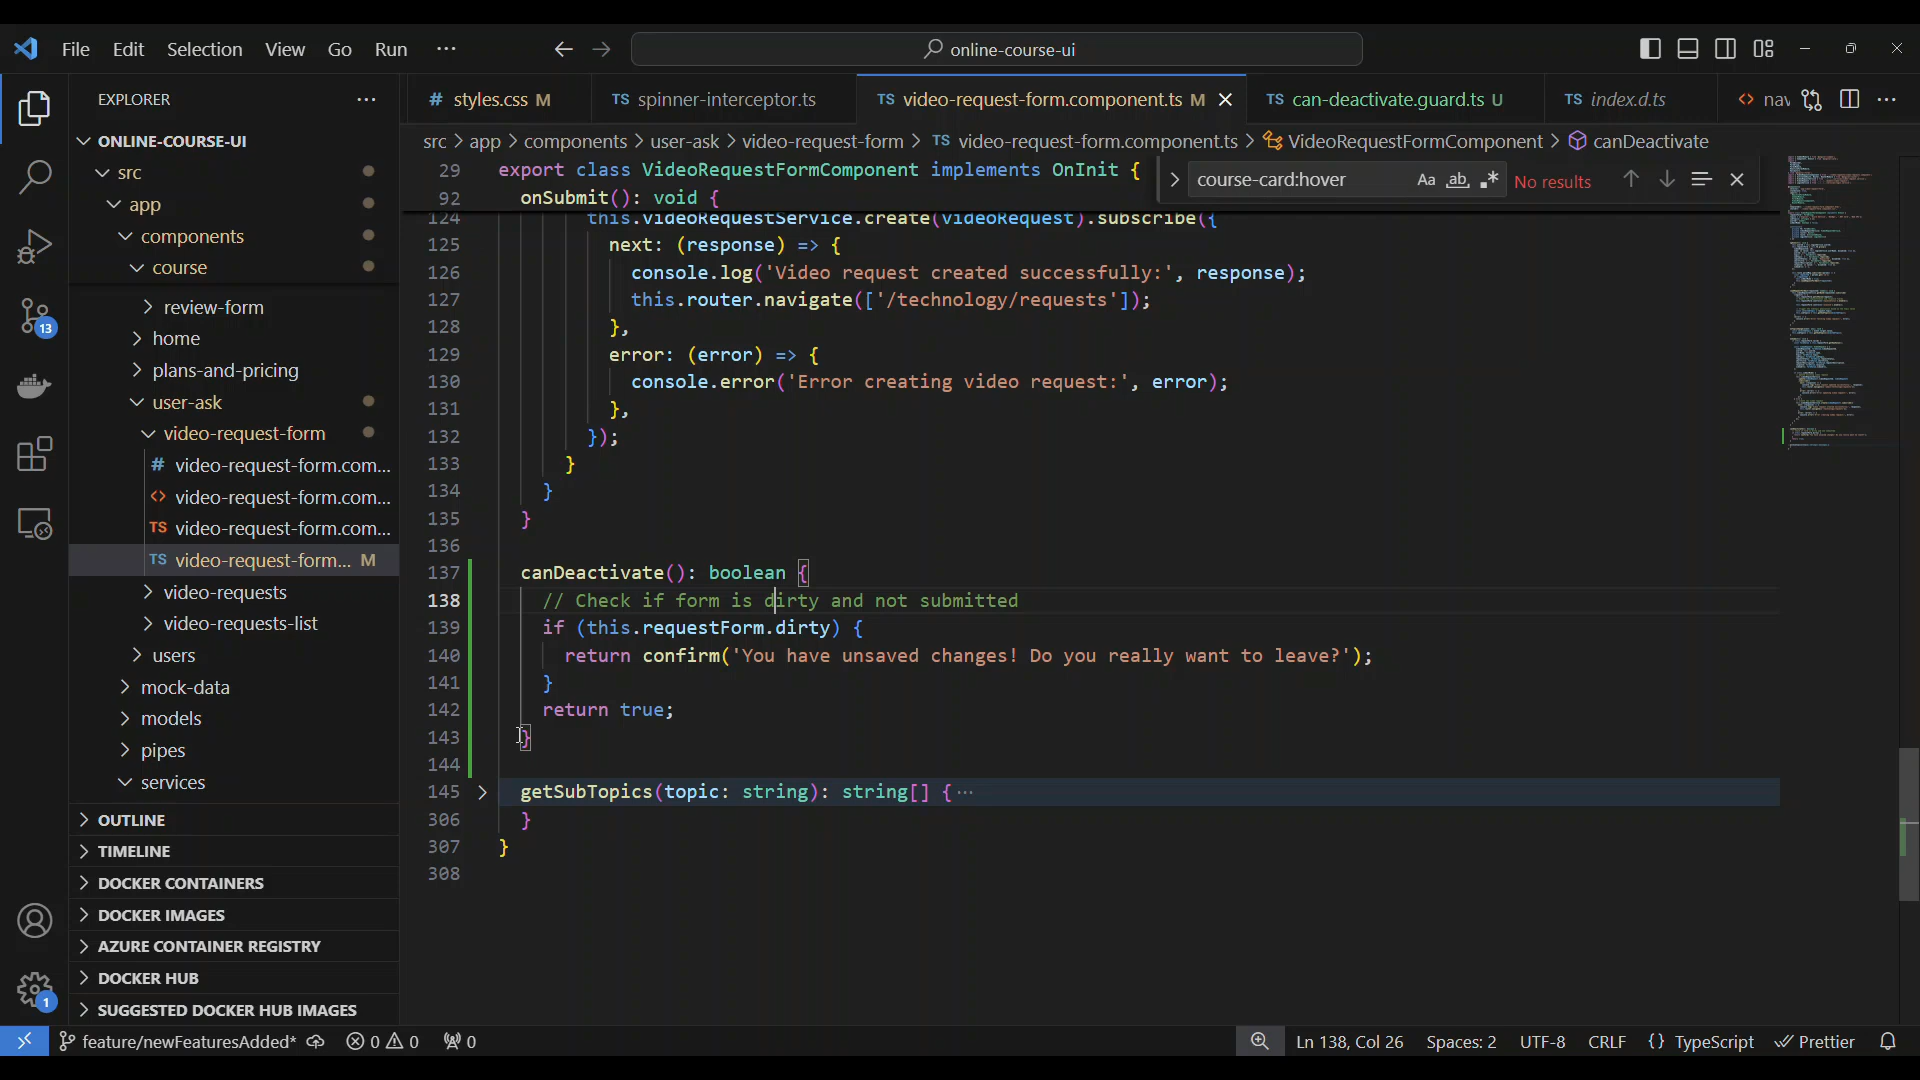 File Edit Selection View Go Run ··· online-course-ui
EXPLORER ···
# styles.css M TS spinner-interceptor.ts TS video-request-form.component.ts M TS can-deactivate.guard.ts U TS index.d.ts <> nav ···
src > app > components > user-ask > video-request-form > TS video-request-form.component.ts > VideoRequestFormComponent > canDeactivate
course-card:hover Aa ab .* No results
ONLINE-COURSE-UI
src
app
components
course
review-form
home
plans-and-pricing
user-ask
video-request-form
# video-request-form.com...
<> video-request-form.com...
TS video-request-form.com...
TS video-request-form... M
video-requests
video-requests-list
users
mock-data
models
pipes
services
OUTLINE
TIMELINE
DOCKER CONTAINERS
DOCKER IMAGES
AZURE CONTAINER REGISTRY
DOCKER HUB
SUGGESTED DOCKER HUB IMAGES
13
1
29 export class VideoRequestFormComponent implements OnInit {
92 onSubmit(): void {
124 this.videoRequestService.create(videoRequest).subscribe({
125 next: (response) => {
126 console.log('Video request created successfully:', response);
127 this.router.navigate(['/technology/requests']);
128 },
129 error: (error) => {
130 console.error('Error creating video request:', error);
131 },
132 });
133 }
134 }
135 }
136
137 canDeactivate(): boolean {
138 // Check if form is dirty and not submitted
139 if (this.requestForm.dirty) {
140 return confirm('You have unsaved changes! Do you really want to leave?');
141 }
142 return true;
143 }
144
145 getSubTopics(topic: string): string[] { ···
306 }
307 }
308
feature/newFeaturesAdded* 0 0 0 Ln 138, Col 26 Spaces: 2 UTF-8 CRLF {} TypeScript Prettier